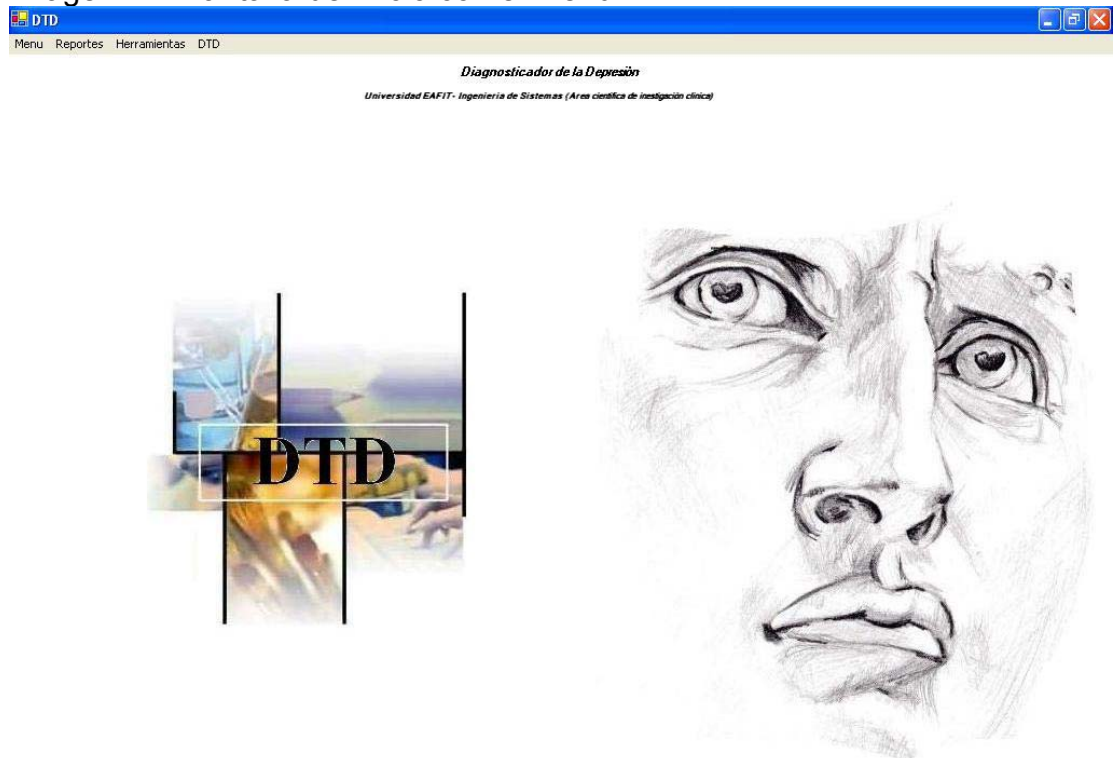 DTD
Menu Reportes Herramientas DTD
Diagnosticador de la Depresiòn
Universidad EAFIT- Ingenieria de Sistemas (Area cientifica de inestigación clinica)
DTD